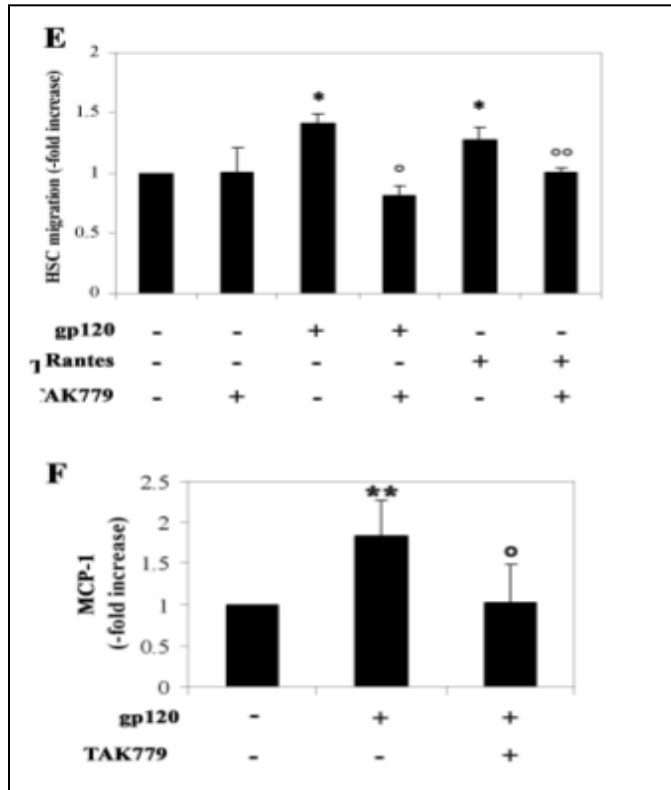 E
HSC migration (-fold increase)
2
1.5
1
0.5
0
* ° * °°
gp120 - - + + - -
Rantes - - - - + +
TAK779 - + - + - +
F
MCP-1
(-fold increase)
2.5
2
1.5
1
0.5
0
** °
gp120 - + +
TAK779 - - +